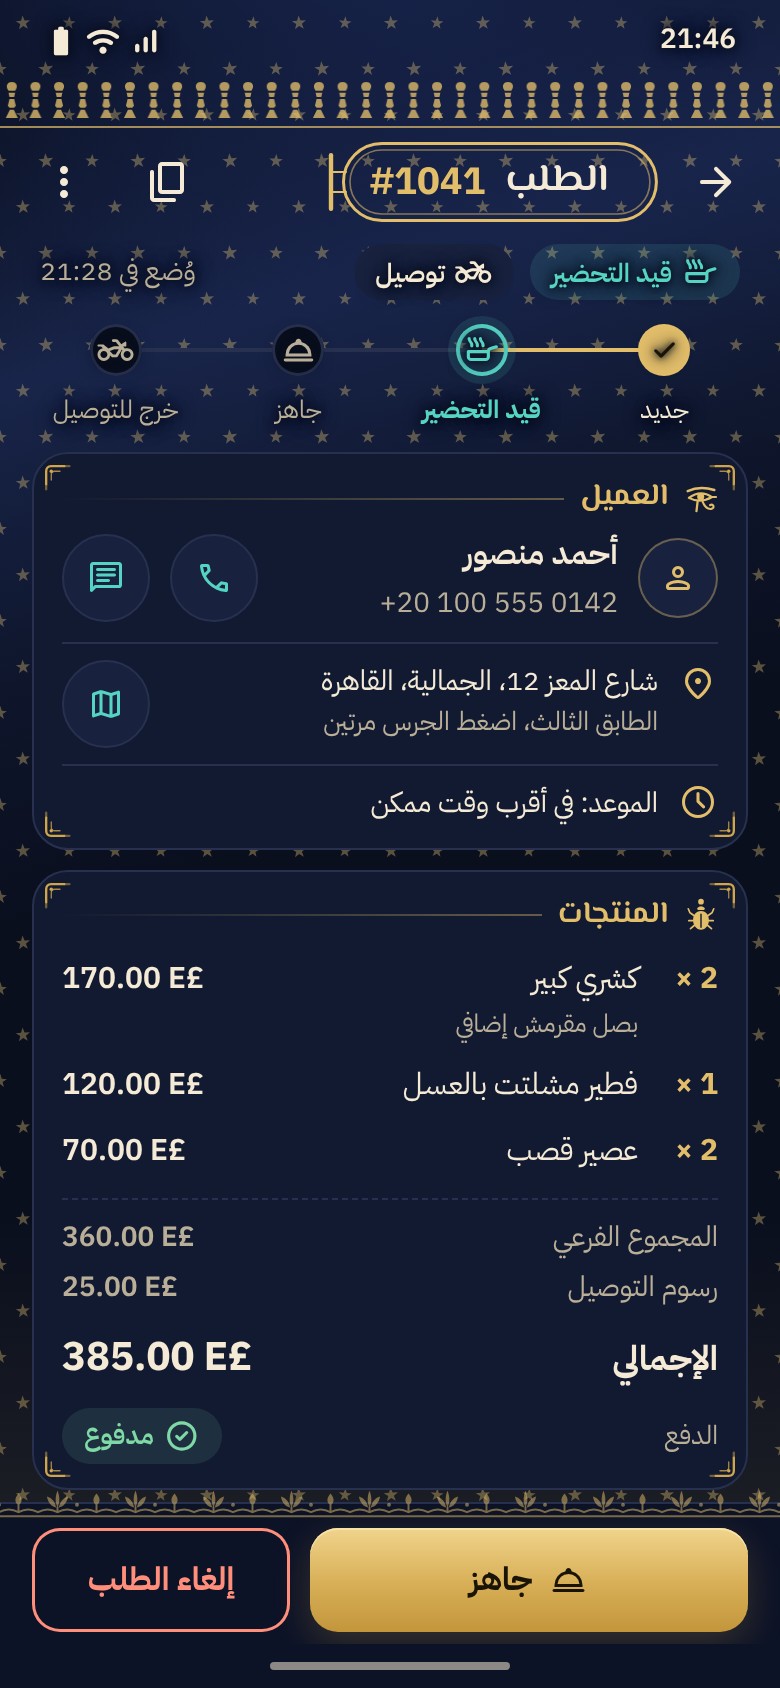 21:46
الطلب #1041
قيد التحضير
توصيل
وُضع في 21:28
جديد
قيد التحضير
جاهز
خرج للتوصيل
العميل
أحمد منصور
+20 100 555 0142
شارع المعز 12، الجمالية، القاهرة
الطابق الثالث، اضغط الجرس مرتين
الموعد: في أقرب وقت ممكن
المنتجات
2 × كشري كبير 170.00 E£
بصل مقرمش إضافي
1 × فطير مشلتت بالعسل 120.00 E£
2 × عصير قصب 70.00 E£
المجموع الفرعي 360.00 E£
رسوم التوصيل 25.00 E£
الإجمالي 385.00 E£
الدفع مدفوع
جاهز
إلغاء الطلب